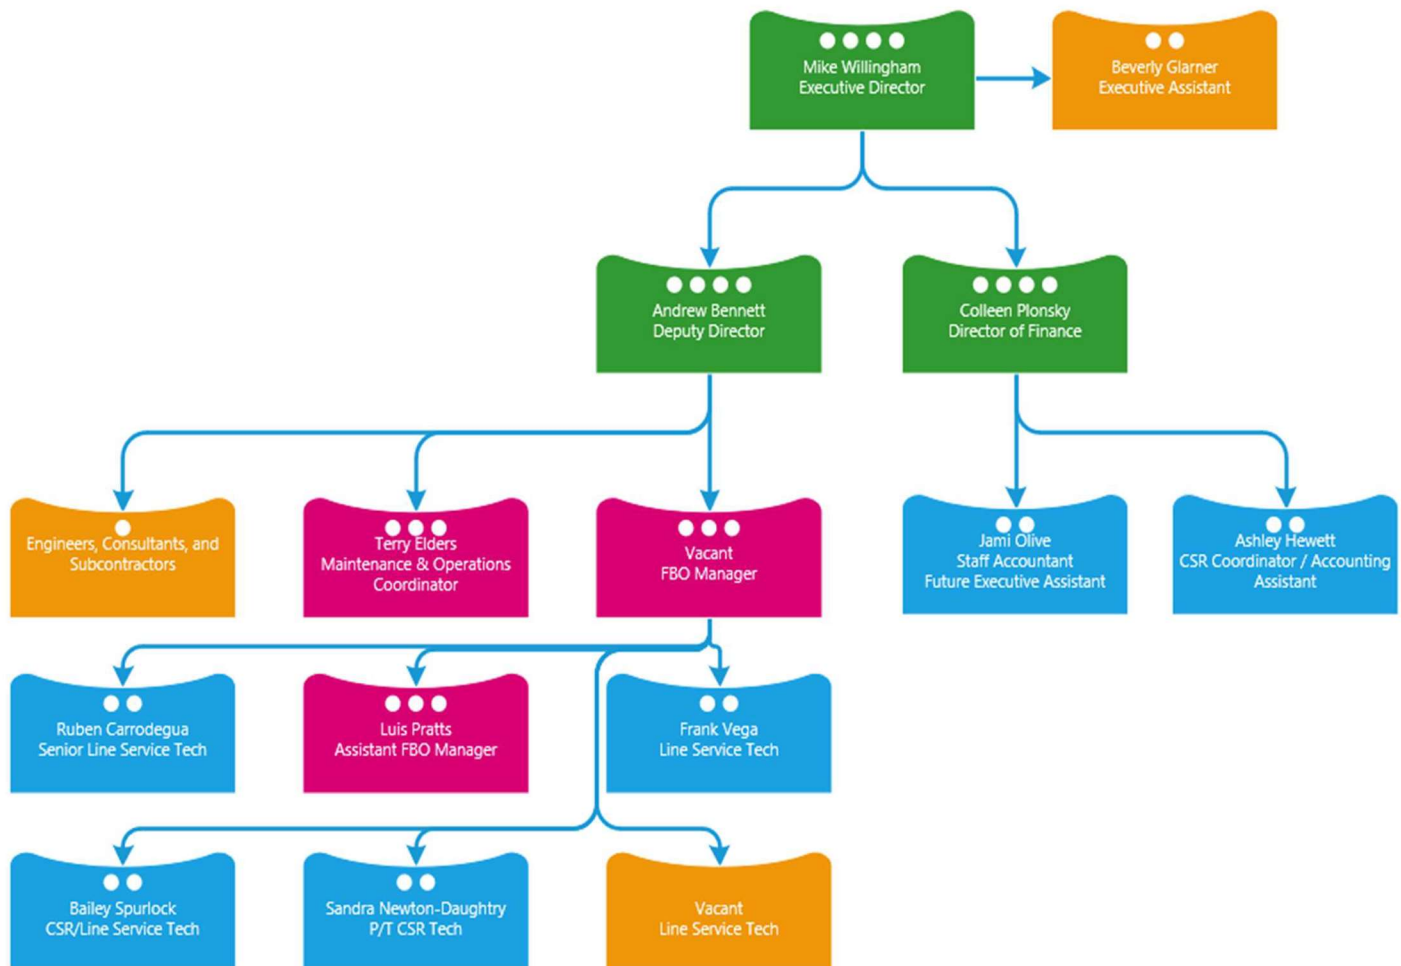 Mike Willingham
Executive Director
Beverly Glarner
Executive Assistant
Andrew Bennett
Deputy Director
Colleen Plonsky
Director of Finance
Engineers, Consultants, and
Subcontractors
Terry Elders
Maintenance & Operations
Coordinator
Vacant
FBO Manager
Jami Olive
Staff Accountant
Future Executive Assistant
Ashley Hewett
CSR Coordinator / Accounting
Assistant
Ruben Carrodegua
Senior Line Service Tech
Luis Pratts
Assistant FBO Manager
Frank Vega
Line Service Tech
Bailey Spurlock
CSR/Line Service Tech
Sandra Newton-Daughtry
P/T CSR Tech
Vacant
Line Service Tech